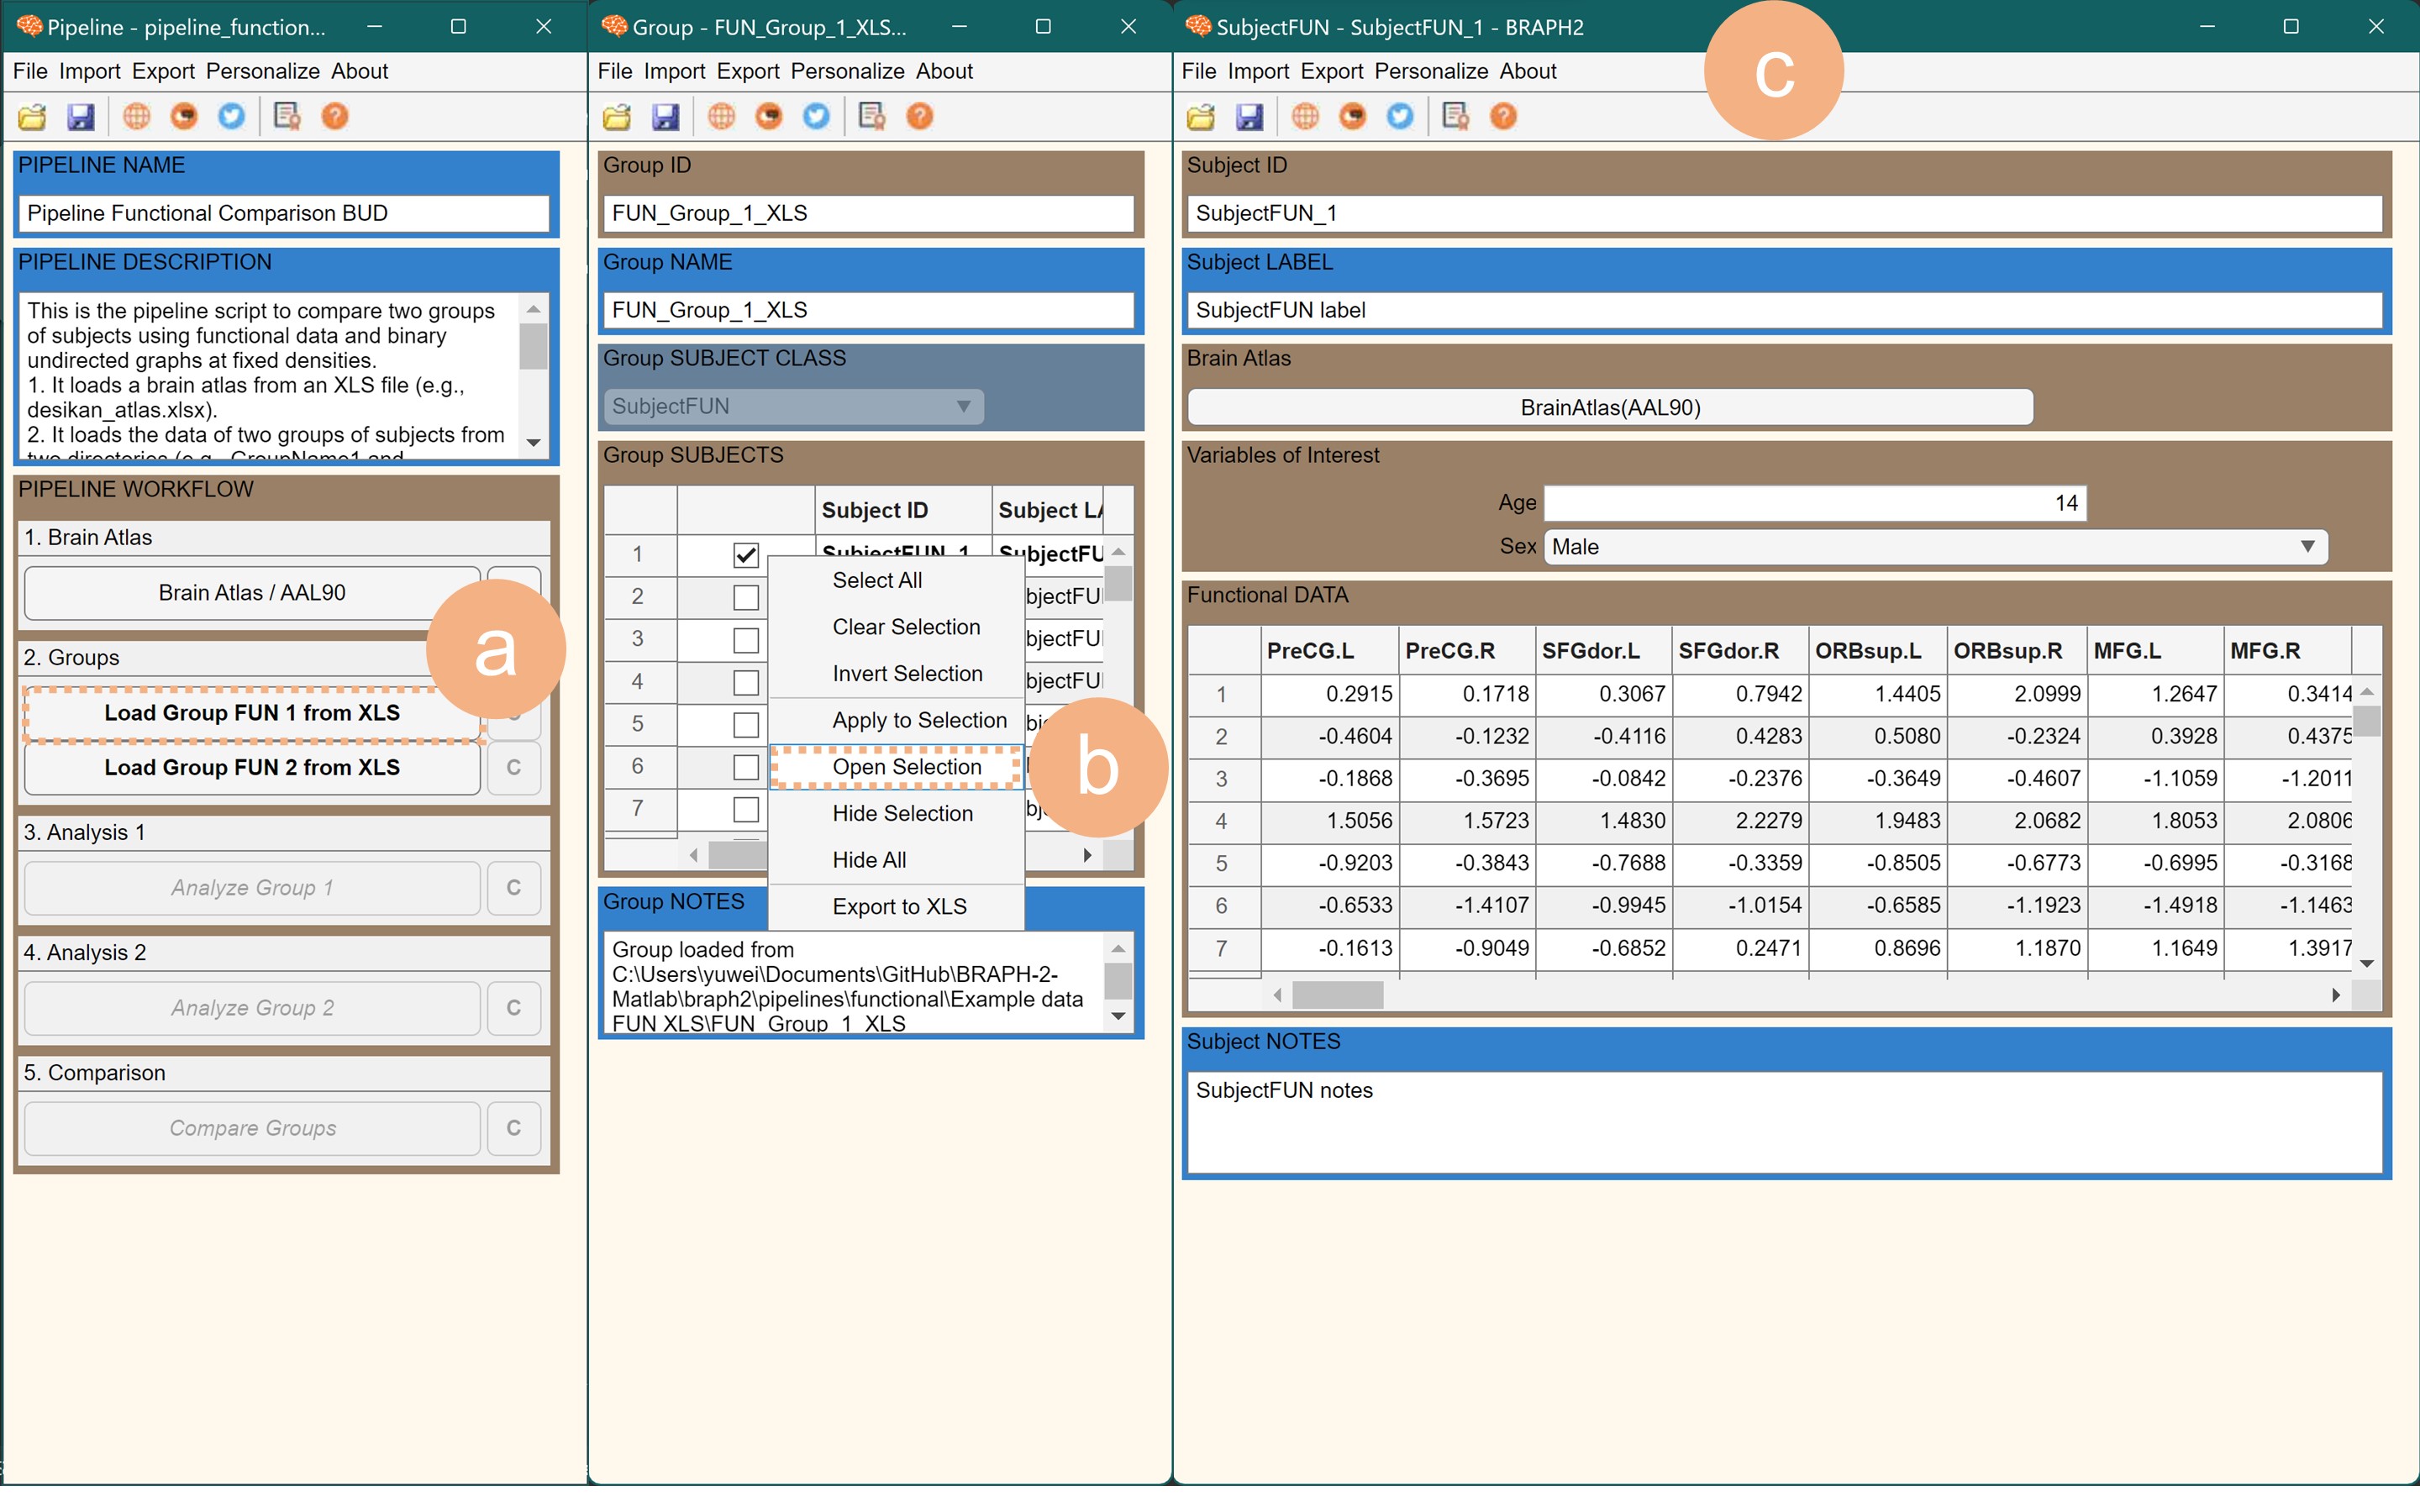 Pipeline - pipeline_function...
File Import Export Personalize About
PIPELINE NAME
Pipeline Functional Comparison BUD
PIPELINE DESCRIPTION
This is the pipeline script to compare two groups
of subjects using functional data and binary
undirected graphs at fixed densities.
1. It loads a brain atlas from an XLS file (e.g.,
desikan_atlas.xlsx).
2. It loads the data of two groups of subjects from
two directories (e.g., GroupName1 and
PIPELINE WORKFLOW
1. Brain Atlas
Brain Atlas / AAL90
a
2. Groups
Load Group FUN 1 from XLS
Load Group FUN 2 from XLS C
3. Analysis 1
Analyze Group 1 C
4. Analysis 2
Analyze Group 2 C
5. Comparison
Compare Groups C
Group - FUN_Group_1_XLS...
File Import Export Personalize About
Group ID
FUN_Group_1_XLS
Group NAME
FUN_Group_1_XLS
Group SUBJECT CLASS
SubjectFUN
Group SUBJECTS
Subject ID Subject LA
1 SubjectFUN_1 SubjectFU
2 bjectFU
3 bjectFU
4 bjectFU
5
6
7
Select All
Clear Selection
Invert Selection
Apply to Selection
Open Selection
Hide Selection
Hide All
Export to XLS
b
Group NOTES
Group loaded from
C:\Users\yuwei\Documents\GitHub\BRAPH-2-
Matlab\braph2\pipelines\functional\Example data
FUN XLS\FUN_Group_1_XLS
SubjectFUN - SubjectFUN_1 - BRAPH2
c
File Import Export Personalize About
Subject ID
SubjectFUN_1
Subject LABEL
SubjectFUN label
Brain Atlas
BrainAtlas(AAL90)
Variables of Interest
Age 14
Sex Male
Functional DATA
PreCG.L PreCG.R SFGdor.L SFGdor.R ORBsup.L ORBsup.R MFG.L MFG.R
1 0.2915 0.1718 0.3067 0.7942 1.4405 2.0999 1.2647 0.3414
2 -0.4604 -0.1232 -0.4116 0.4283 0.5080 -0.2324 0.3928 0.4375
3 -0.1868 -0.3695 -0.0842 -0.2376 -0.3649 -0.4607 -1.1059 -1.2011
4 1.5056 1.5723 1.4830 2.2279 1.9483 2.0682 1.8053 2.0806
5 -0.9203 -0.3843 -0.7688 -0.3359 -0.8505 -0.6773 -0.6995 -0.3168
6 -0.6533 -1.4107 -0.9945 -1.0154 -0.6585 -1.1923 -1.4918 -1.1463
7 -0.1613 -0.9049 -0.6852 0.2471 0.8696 1.1870 1.1649 1.3917
Subject NOTES
SubjectFUN notes